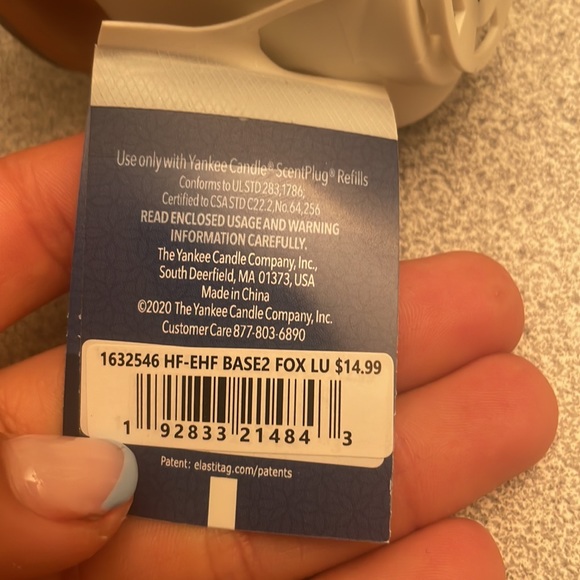 Use only with Yankee Candle® ScentPlug® Refills
Conforms to UL STD 283,1786,
Certified to CSA STD C22.2, No. 64, 256
READ ENCLOSED USAGE AND WARNING
INFORMATION CAREFULLY.
The Yankee Candle Company, Inc.,
South Deerfield, MA 01373, USA
Made in China
©2020 The Yankee Candle Company, Inc.
Customer Care 877-803-6890
1632546 HF-EHF BASE2 FOX LU $14.99
1 92833 21484 3
Patent: elastitag.com/patents